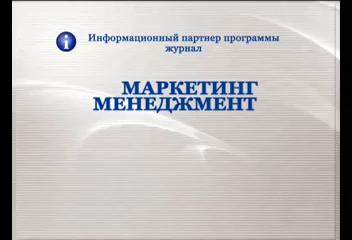 Информационный партнер программы
журнал
МАРКЕТИНГ
МЕНЕДЖМЕНТ